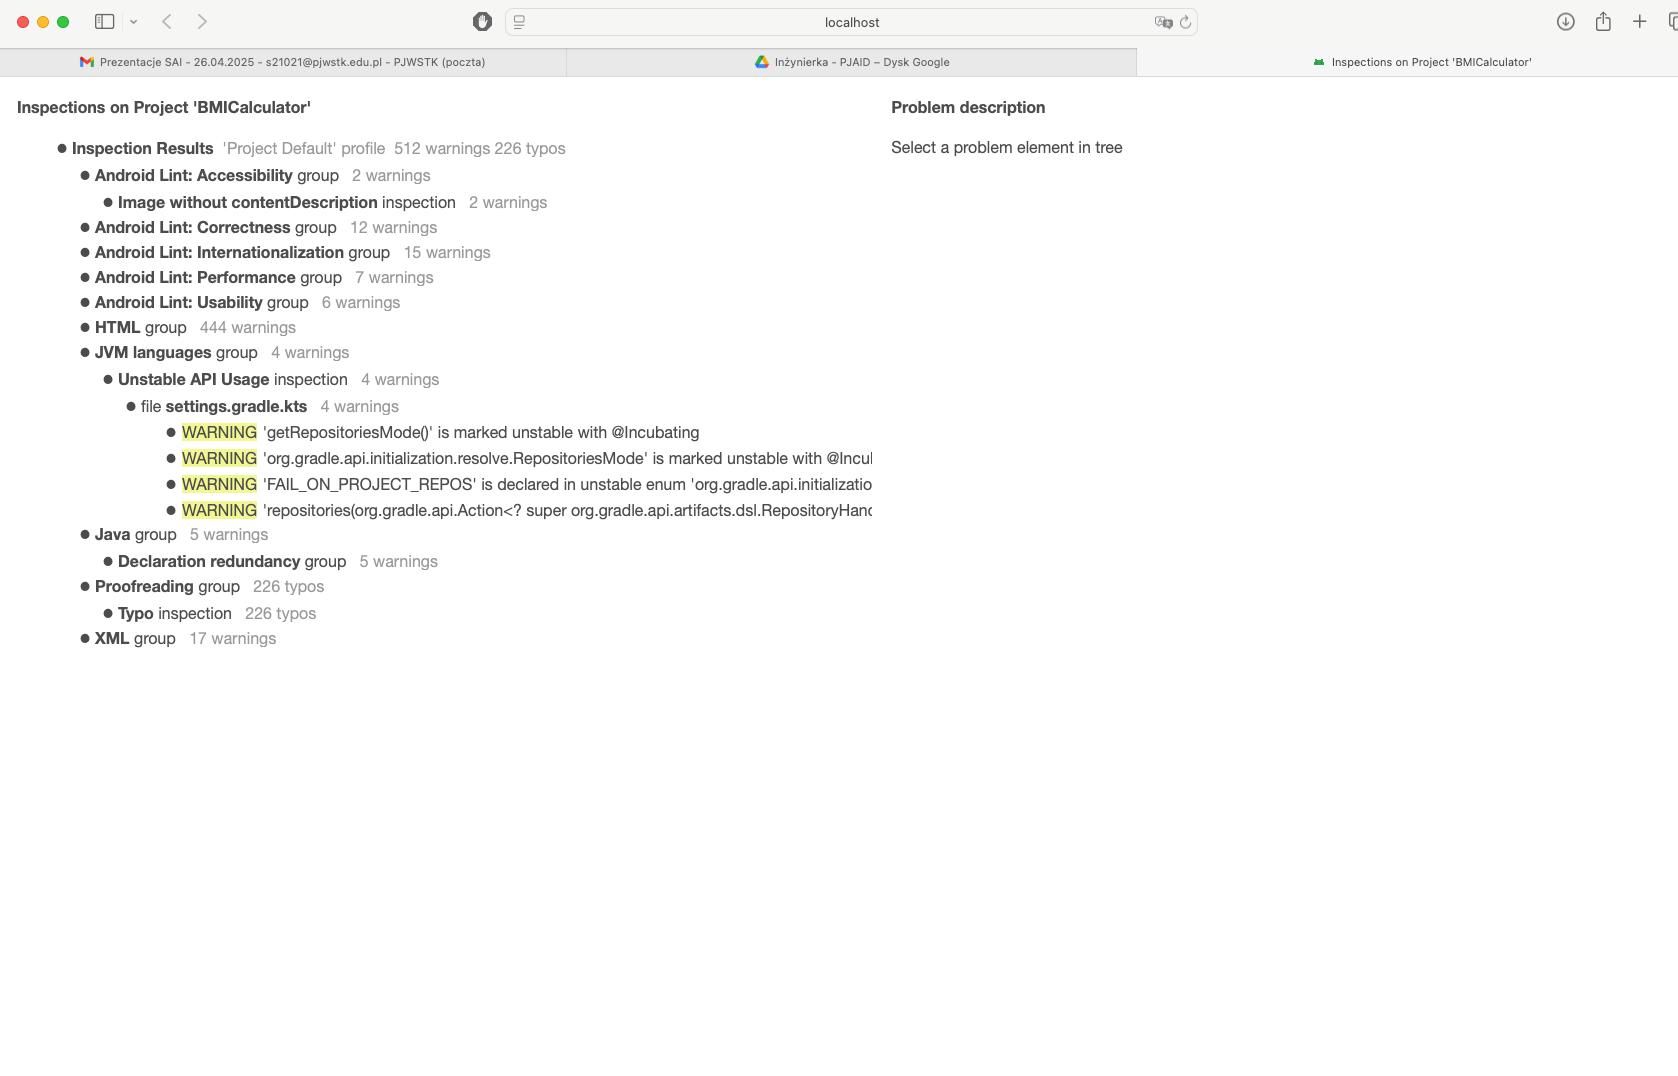 localhost
Prezentacje SAI - 26.04.2025 - s21021@pjwstk.edu.pl - PJWSTK (poczta)
Inżynierka - PJAID – Dysk Google
Inspections on Project 'BMICalculator'
Inspections on Project 'BMICalculator'
Inspection Results 'Project Default' profile 512 warnings 226 typos
Android Lint: Accessibility group 2 warnings
Image without contentDescription inspection 2 warnings
Android Lint: Correctness group 12 warnings
Android Lint: Internationalization group 15 warnings
Android Lint: Performance group 7 warnings
Android Lint: Usability group 6 warnings
HTML group 444 warnings
JVM languages group 4 warnings
Unstable API Usage inspection 4 warnings
file settings.gradle.kts 4 warnings
WARNING 'getRepositoriesMode()' is marked unstable with @Incubating
WARNING 'org.gradle.api.initialization.resolve.RepositoriesMode' is marked unstable with @Incu
WARNING 'FAIL_ON_PROJECT_REPOS' is declared in unstable enum 'org.gradle.api.initializatio
WARNING 'repositories(org.gradle.api.Action<? super org.gradle.api.artifacts.dsl.RepositoryHan
Java group 5 warnings
Declaration redundancy group 5 warnings
Proofreading group 226 typos
Typo inspection 226 typos
XML group 17 warnings
Problem description
Select a problem element in tree